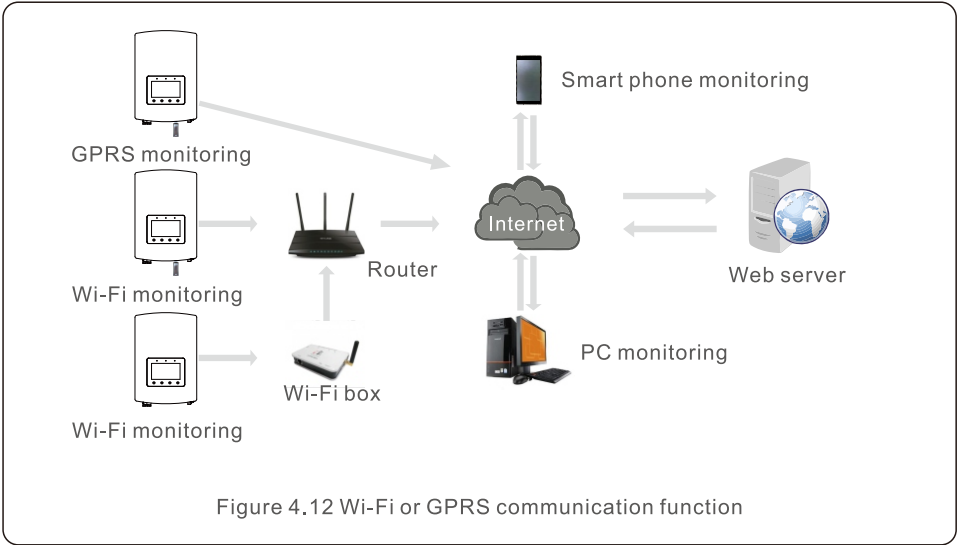 Smart phone monitoring
GPRS monitoring
Internet
Router
Web server
Wi-Fi monitoring
PC monitoring
Wi-Fi box
Wi-Fi monitoring
Figure 4.12 Wi-Fi or GPRS communication function